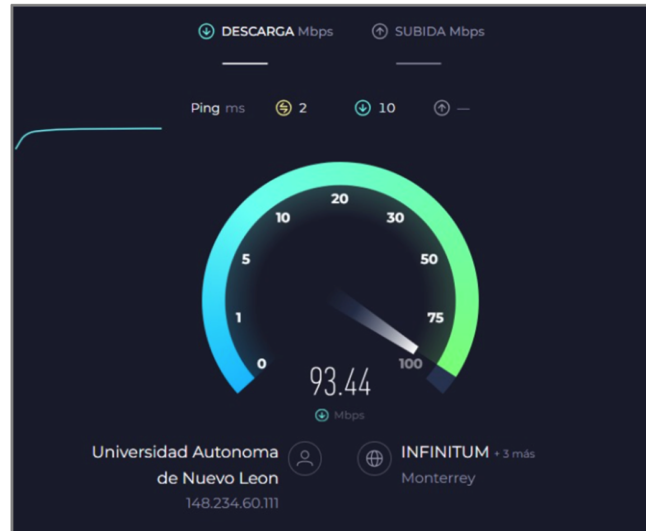 DESCARGA Mbps SUBIDA Mbps
Ping ms 2 10 —
20
10 30
5 50
1 75
0 100
93.44
Mbps
Universidad Autonoma
de Nuevo Leon
148.234.60.111
INFINITUM + 3 más
Monterrey